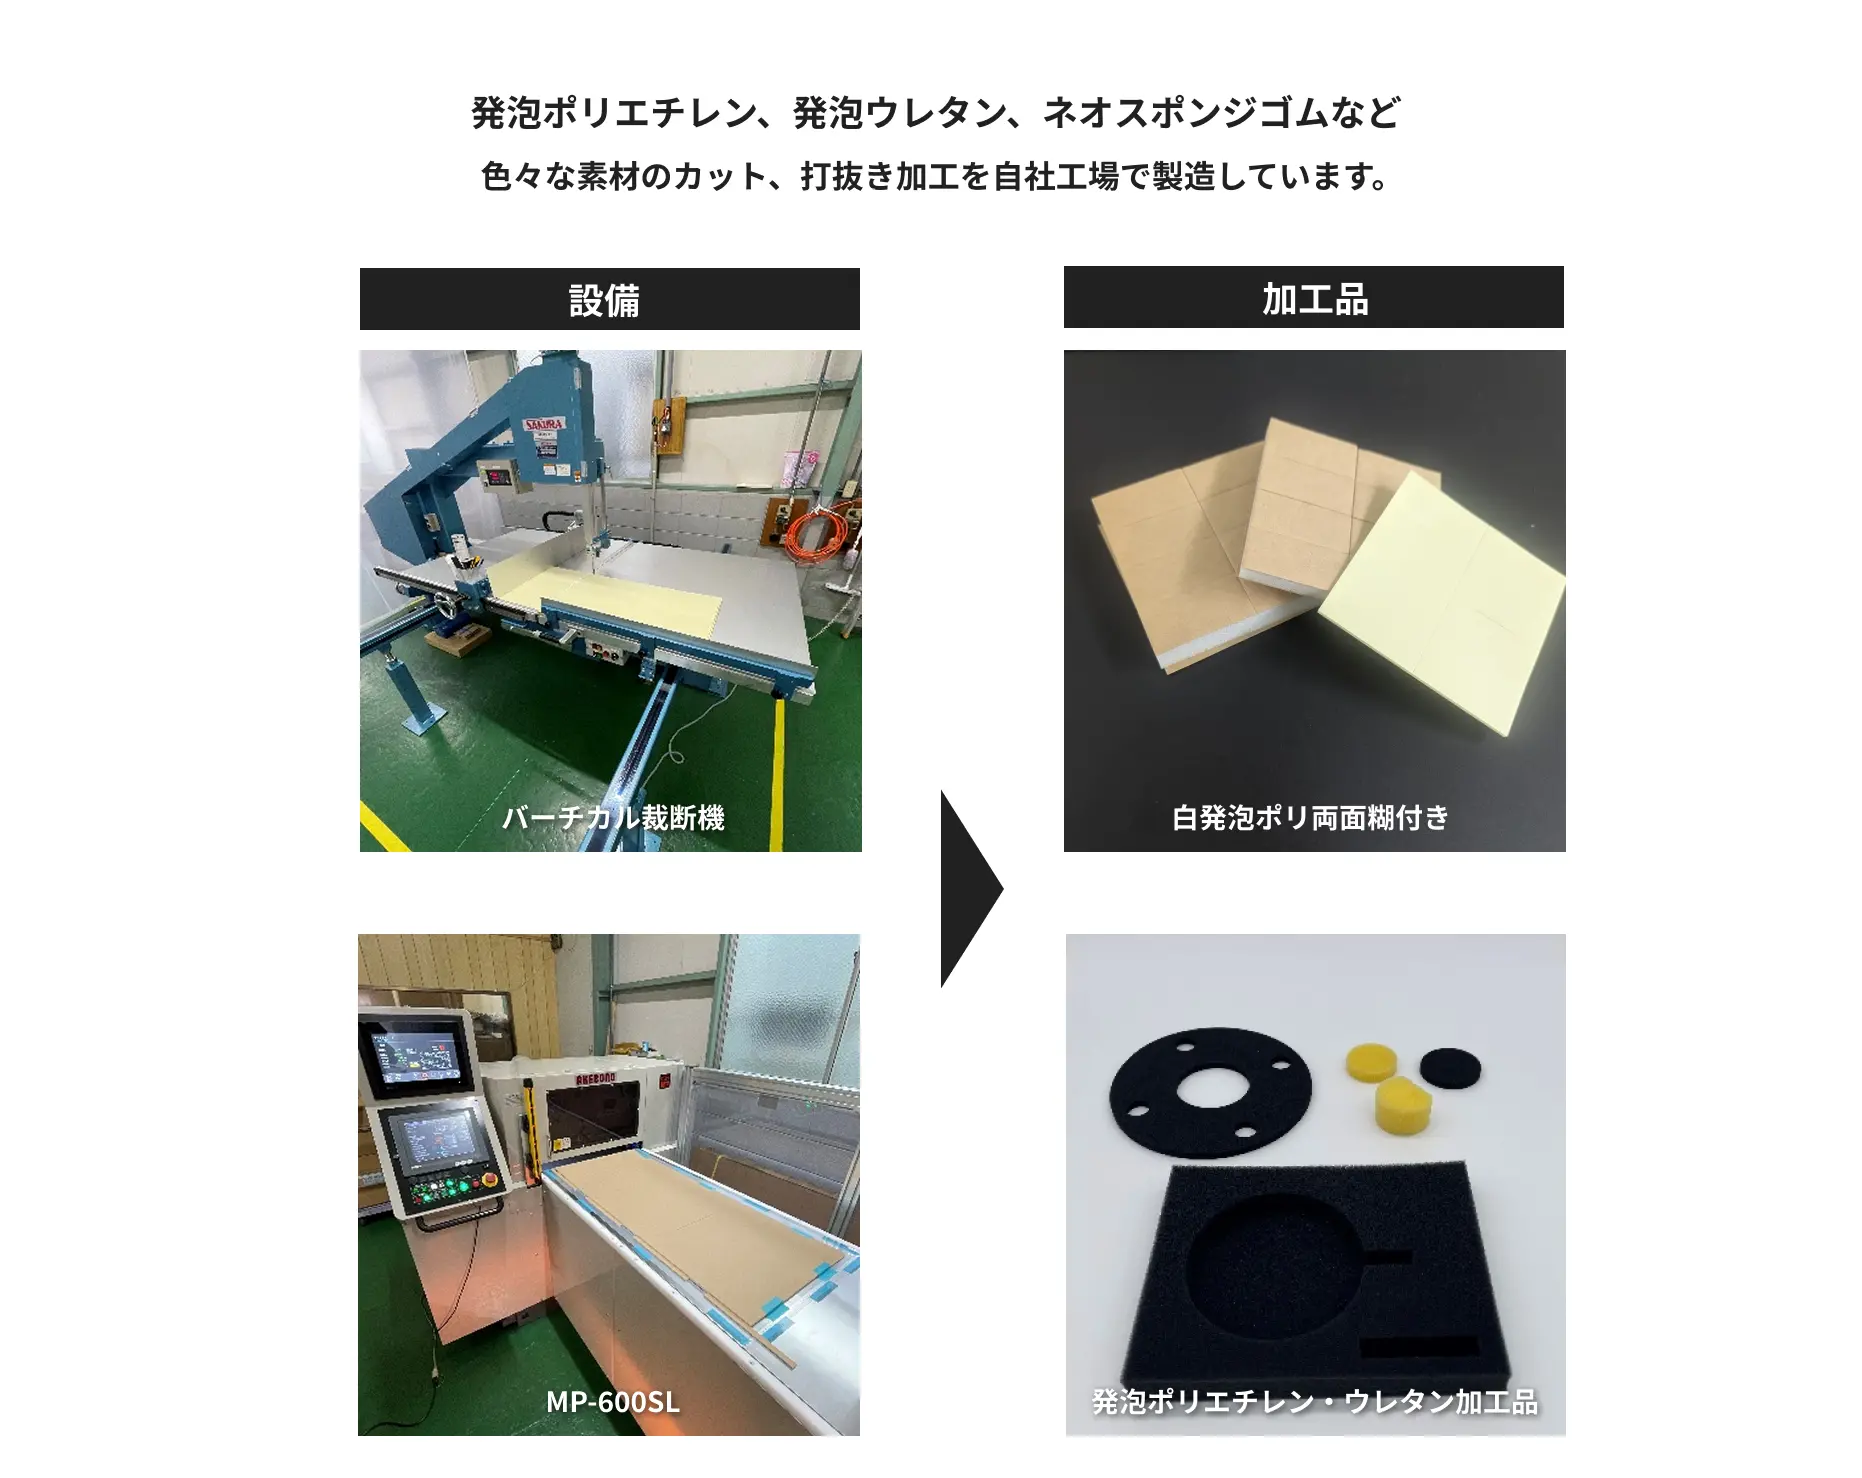 発泡ポリエチレン、発泡ウレタン、ネオスポンジゴムなど
色々な素材のカット、打抜き加工を自社工場で製造しています。
設備
加工品
SAKURA
バーチカル裁断機
白発泡ポリ両面糊付き
AKEBONO
MP-600SL
発泡ポリエチレン・ウレタン加工品